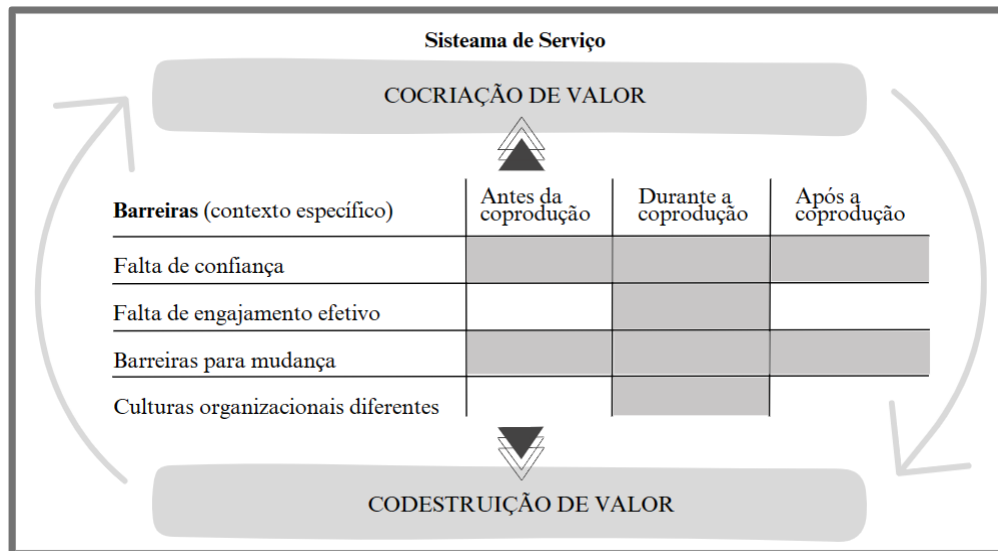 Sisteama de Serviço
COCRIAÇÃO DE VALOR
Barreiras (contexto específico)
Antes da
coprodução
Durante a
coprodução
Após a
coprodução
Falta de confiança
Falta de engajamento efetivo
Barreiras para mudança
Culturas organizacionais diferentes
CODESTRUIÇÃO DE VALOR